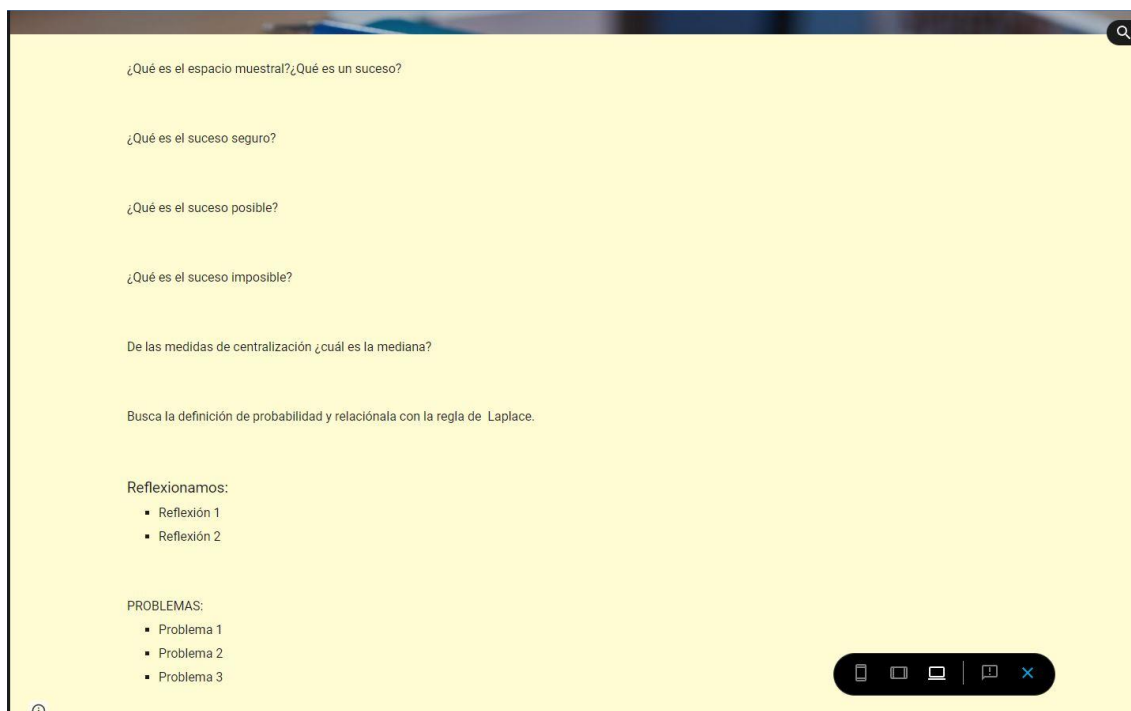 ¿Qué es el espacio muestral?¿Qué es un suceso?
¿Qué es el suceso seguro?
¿Qué es el suceso posible?
¿Qué es el suceso imposible?
De las medidas de centralización ¿cuál es la mediana?
Busca la definición de probabilidad y relaciónala con la regla de  Laplace.
Reflexionamos:
▪ Reflexión 1
▪ Reflexión 2
PROBLEMAS:
▪ Problema 1
▪ Problema 2
▪ Problema 3